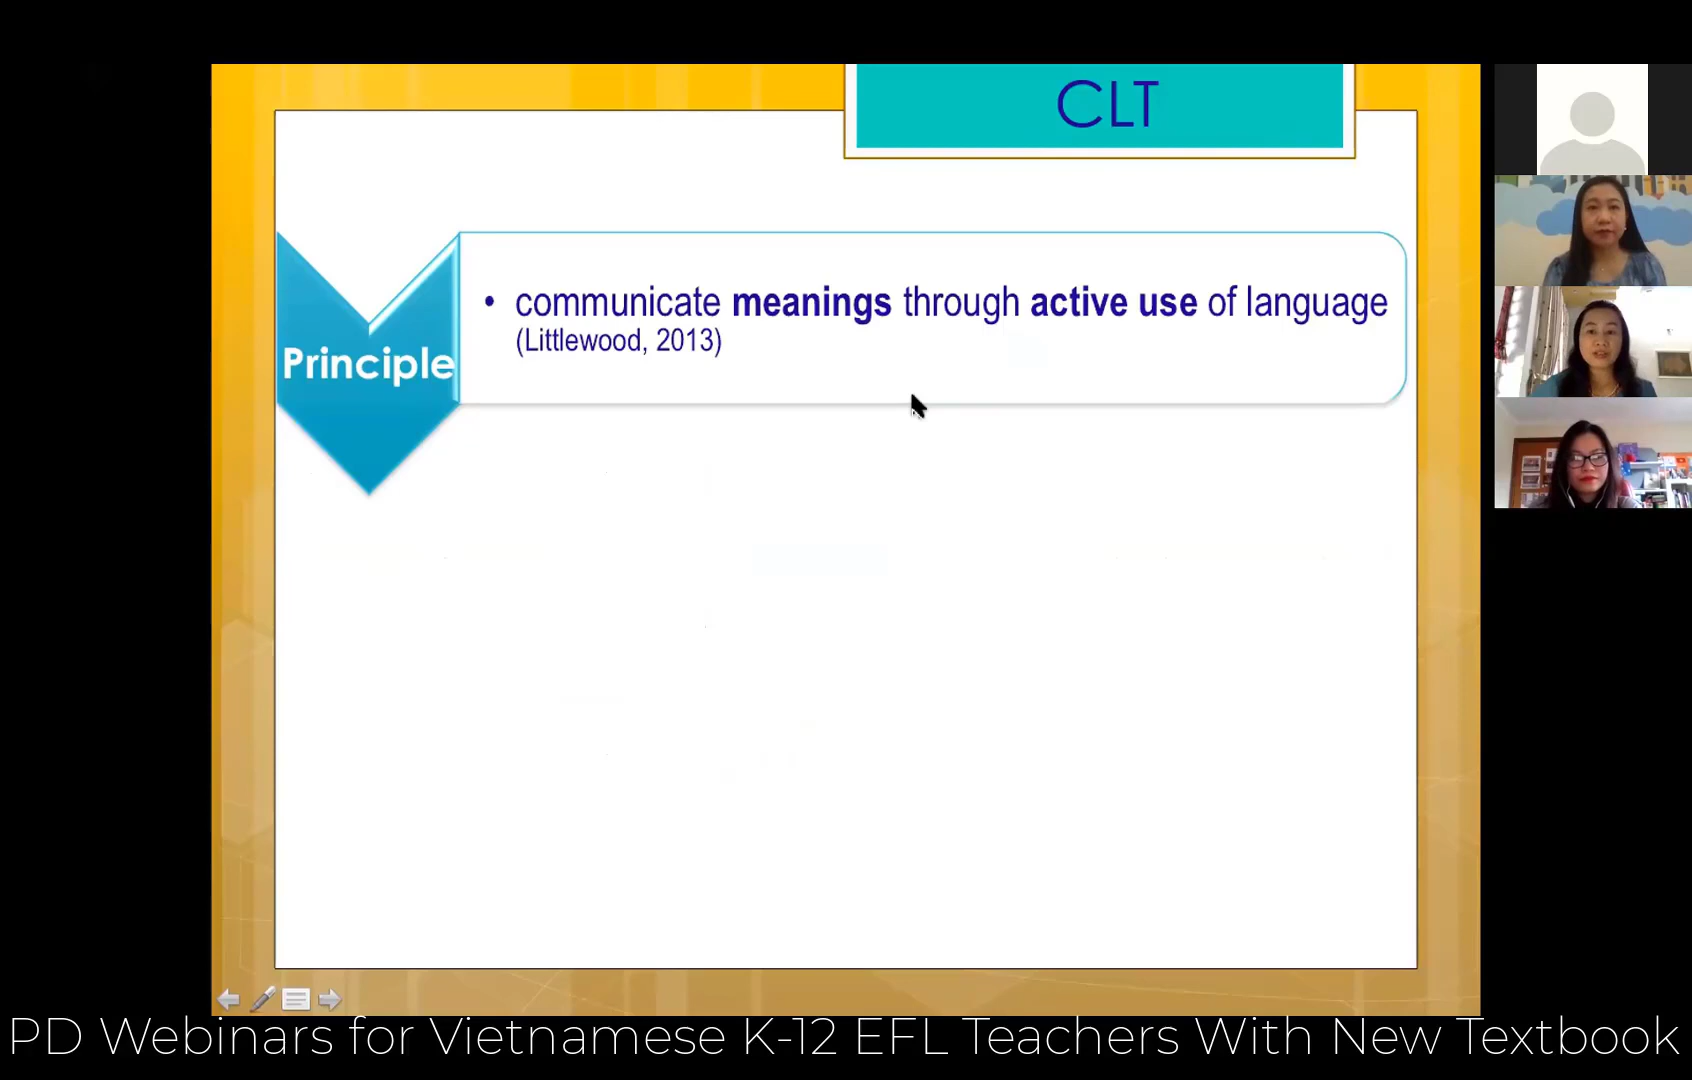 CLT
Principle
• communicate meanings through active use of language
(Littlewood, 2013)
PD Webinars for Vietnamese K-12 EFL Teachers With New Textbook